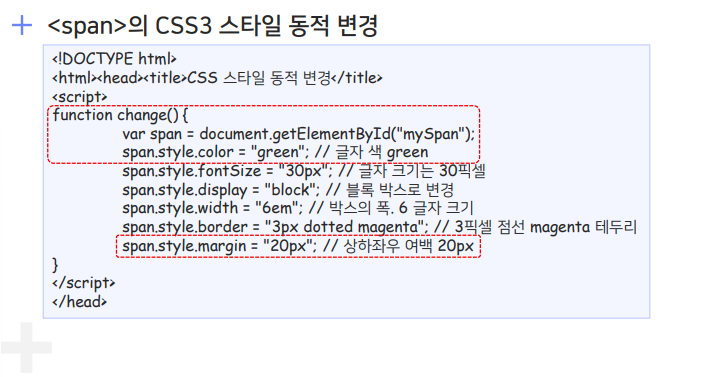 <span>의 CSS3 스타일 동적 변경
<!DOCTYPE html>
<html><head><title>CSS 스타일 동적 변경</title>
<script>
function change() {
var span = document.getElementById("mySpan");
span.style.color = "green"; // 글자 색 green
span.style.fontSize = "30px"; // 글자 크기는 30픽셀
span.style.display = "block"; // 블록 박스로 변경
span.style.width = "6em"; // 박스의 폭. 6 글자 크기
span.style.border = "3px dotted magenta"; // 3픽셀 점선 magenta 테두리
span.style.margin = "20px"; // 상하좌우 여백 20px
}
</script>
</head>